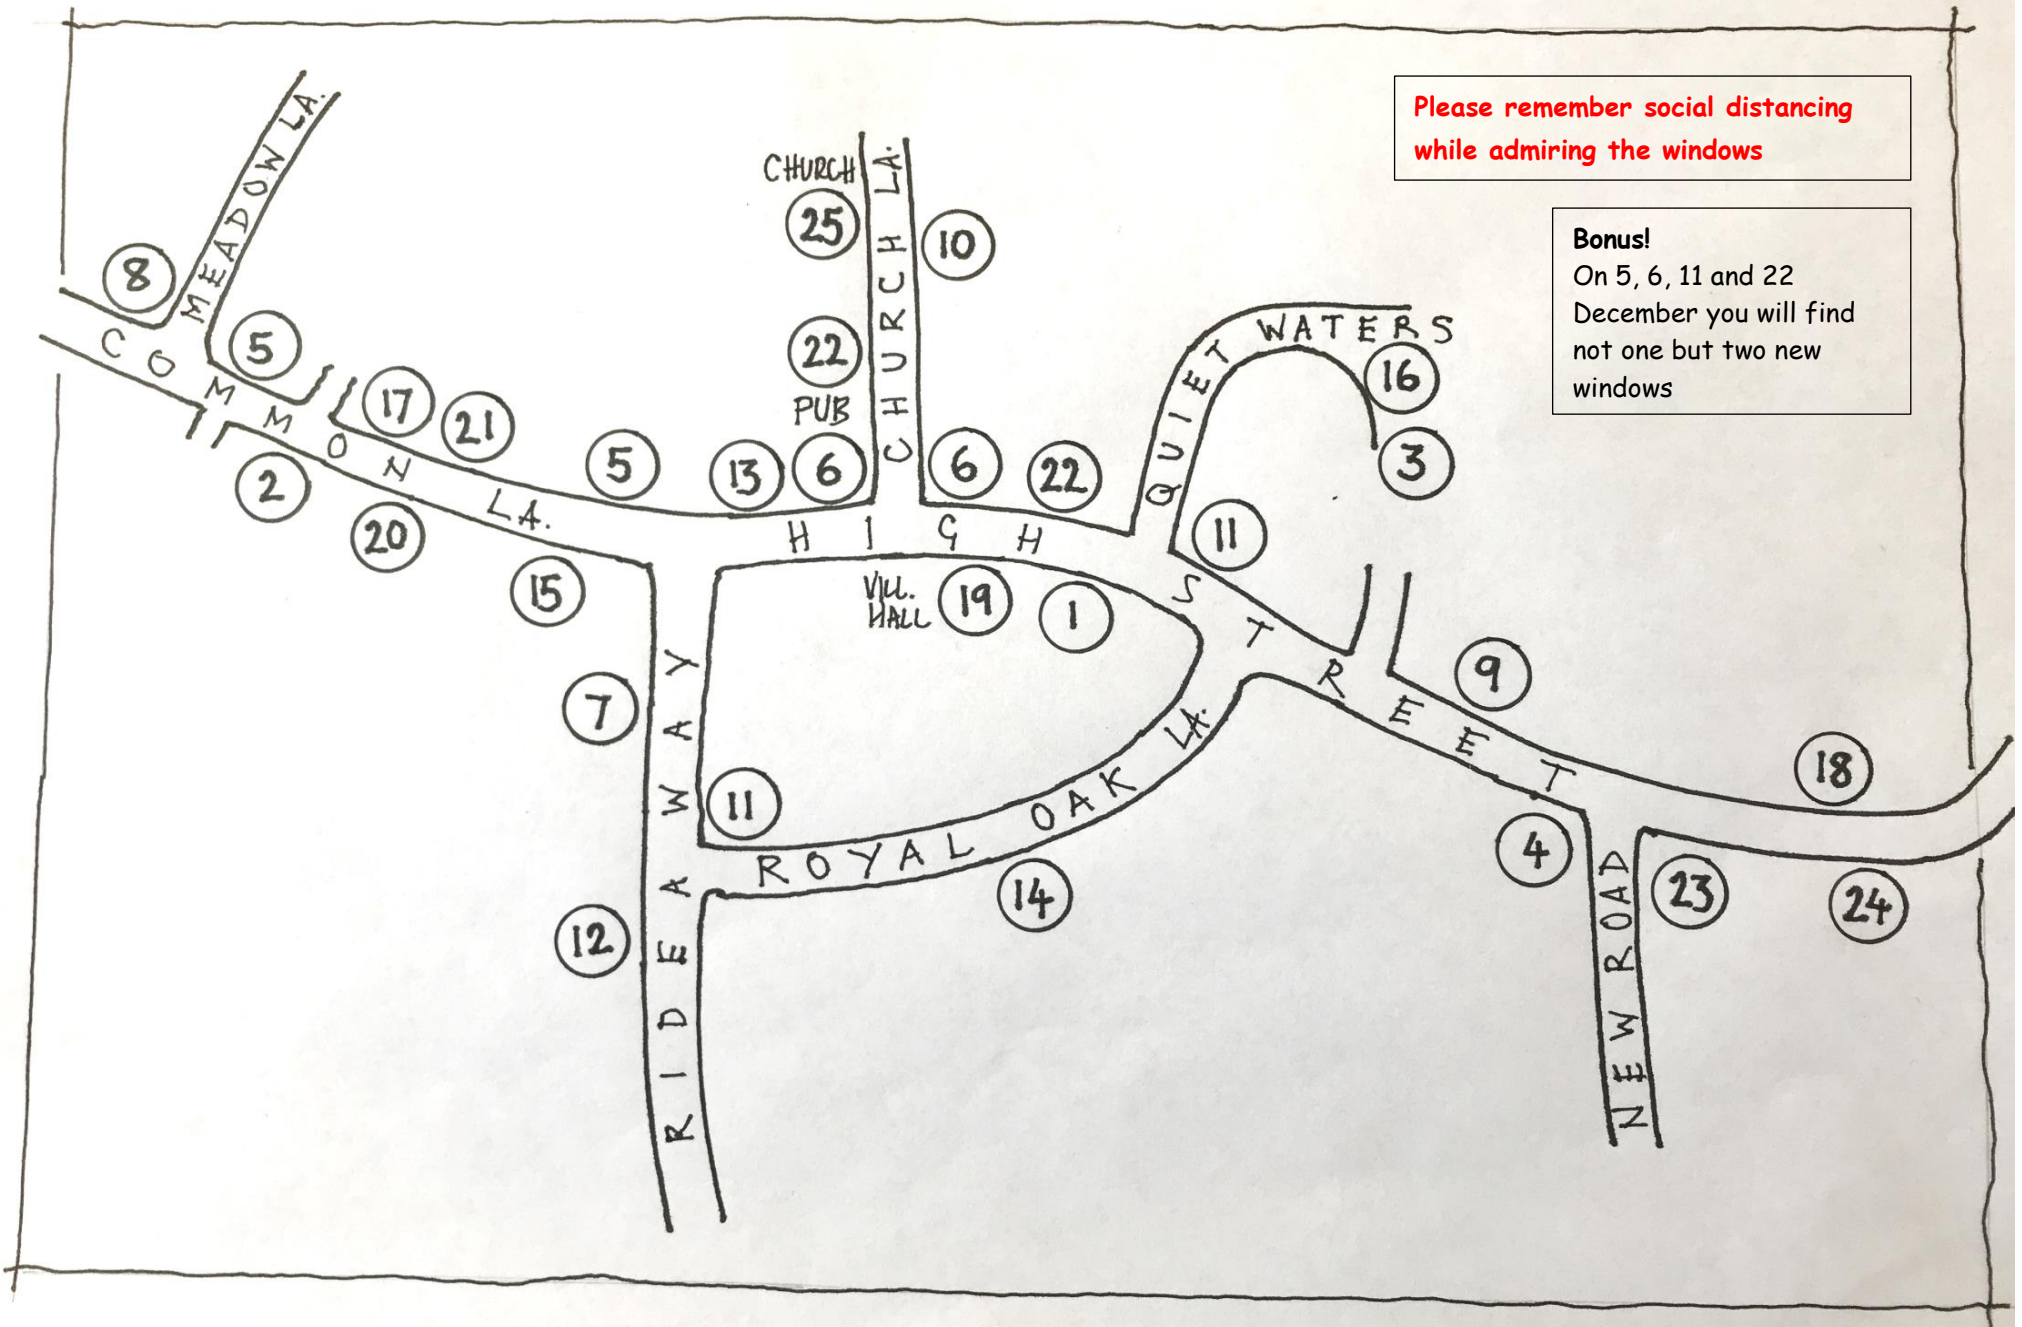 Please remember social distancing
while admiring the windows
Bonus!
On 5, 6, 11 and 22
December you will find
not one but two new
windows
MEADOW LA.
CHURCH
25
CHURCH LA.
10
8
5
22
PUB
QUIET WATERS
16
17
21
COMMON LA.
5
13
6
6
22
3
2
20
15
HIGH STREET
11
VILL.
HALL
19
1
7
9
RIDEAWAY
11
ROYAL OAK LA.
14
18
4
12
NEW ROAD
23
24